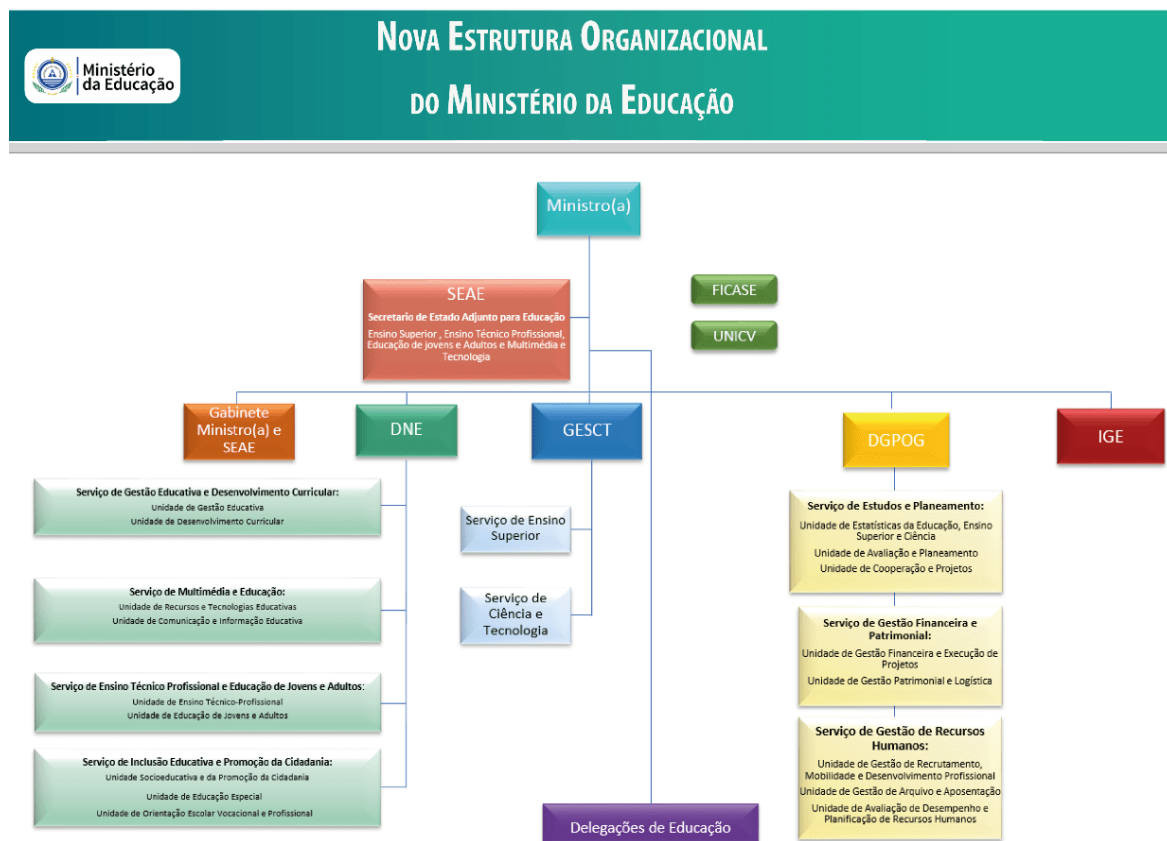 NOVA ESTRUTURA ORGANIZACIONAL
DO MINISTÉRIO DA EDUCAÇÃO
Ministério
da Educação
Ministro(a)
SEAE
Secretario de Estado Adjunto para Educação
Ensino Superior , Ensino Técnico Profissional,
Educação de jovens e Adultos e Multimédia e
Tecnologia
FICASE
UNICV
Gabinete
Ministro(a) e
SEAE
DNE
GESCT
DGPOG
IGE
Serviço de Gestão Educativa e Desenvolvimento Curricular:
Unidade de Gestão Educativa
Unidade de Desenvolvimento Curricular
Serviço de Multimédia e Educação:
Unidade de Recursos e Tecnologias Educativas
Unidade de Comunicação e Informação Educativa
Serviço de Ensino Técnico Profissional e Educação de Jovens e Adultos:
Unidade de Ensino Técnico-Profissional
Unidade de Educação de Jovens e Adultos
Serviço de Inclusão Educativa e Promoção da Cidadania:
Unidade Socioeducativa e da Promoção da Cidadania
Unidade de Educação Especial
Unidade de Orientação Escolar Vocacional e Profissional
Serviço de Ensino
Superior
Serviço de
Ciência e
Tecnologia
Serviço de Estudos e Planeamento:
Unidade de Estatísticas da Educação, Ensino
Superior e Ciência
Unidade de Avaliação e Planeamento
Unidade de Cooperação e Projetos
Serviço de Gestão Financeira e
Patrimonial:
Unidade de Gestão Financeira e Execução de
Projetos
Unidade de Gestão Patrimonial e Logística
Serviço de Gestão de Recursos
Humanos:
Unidade de Gestão de Recrutamento,
Mobilidade e Desenvolvimento Profissional
Unidade de Gestão de Arquivo e Aposentação
Unidade de Avaliação de Desempenho e
Planificação de Recursos Humanos
Delegações de Educação